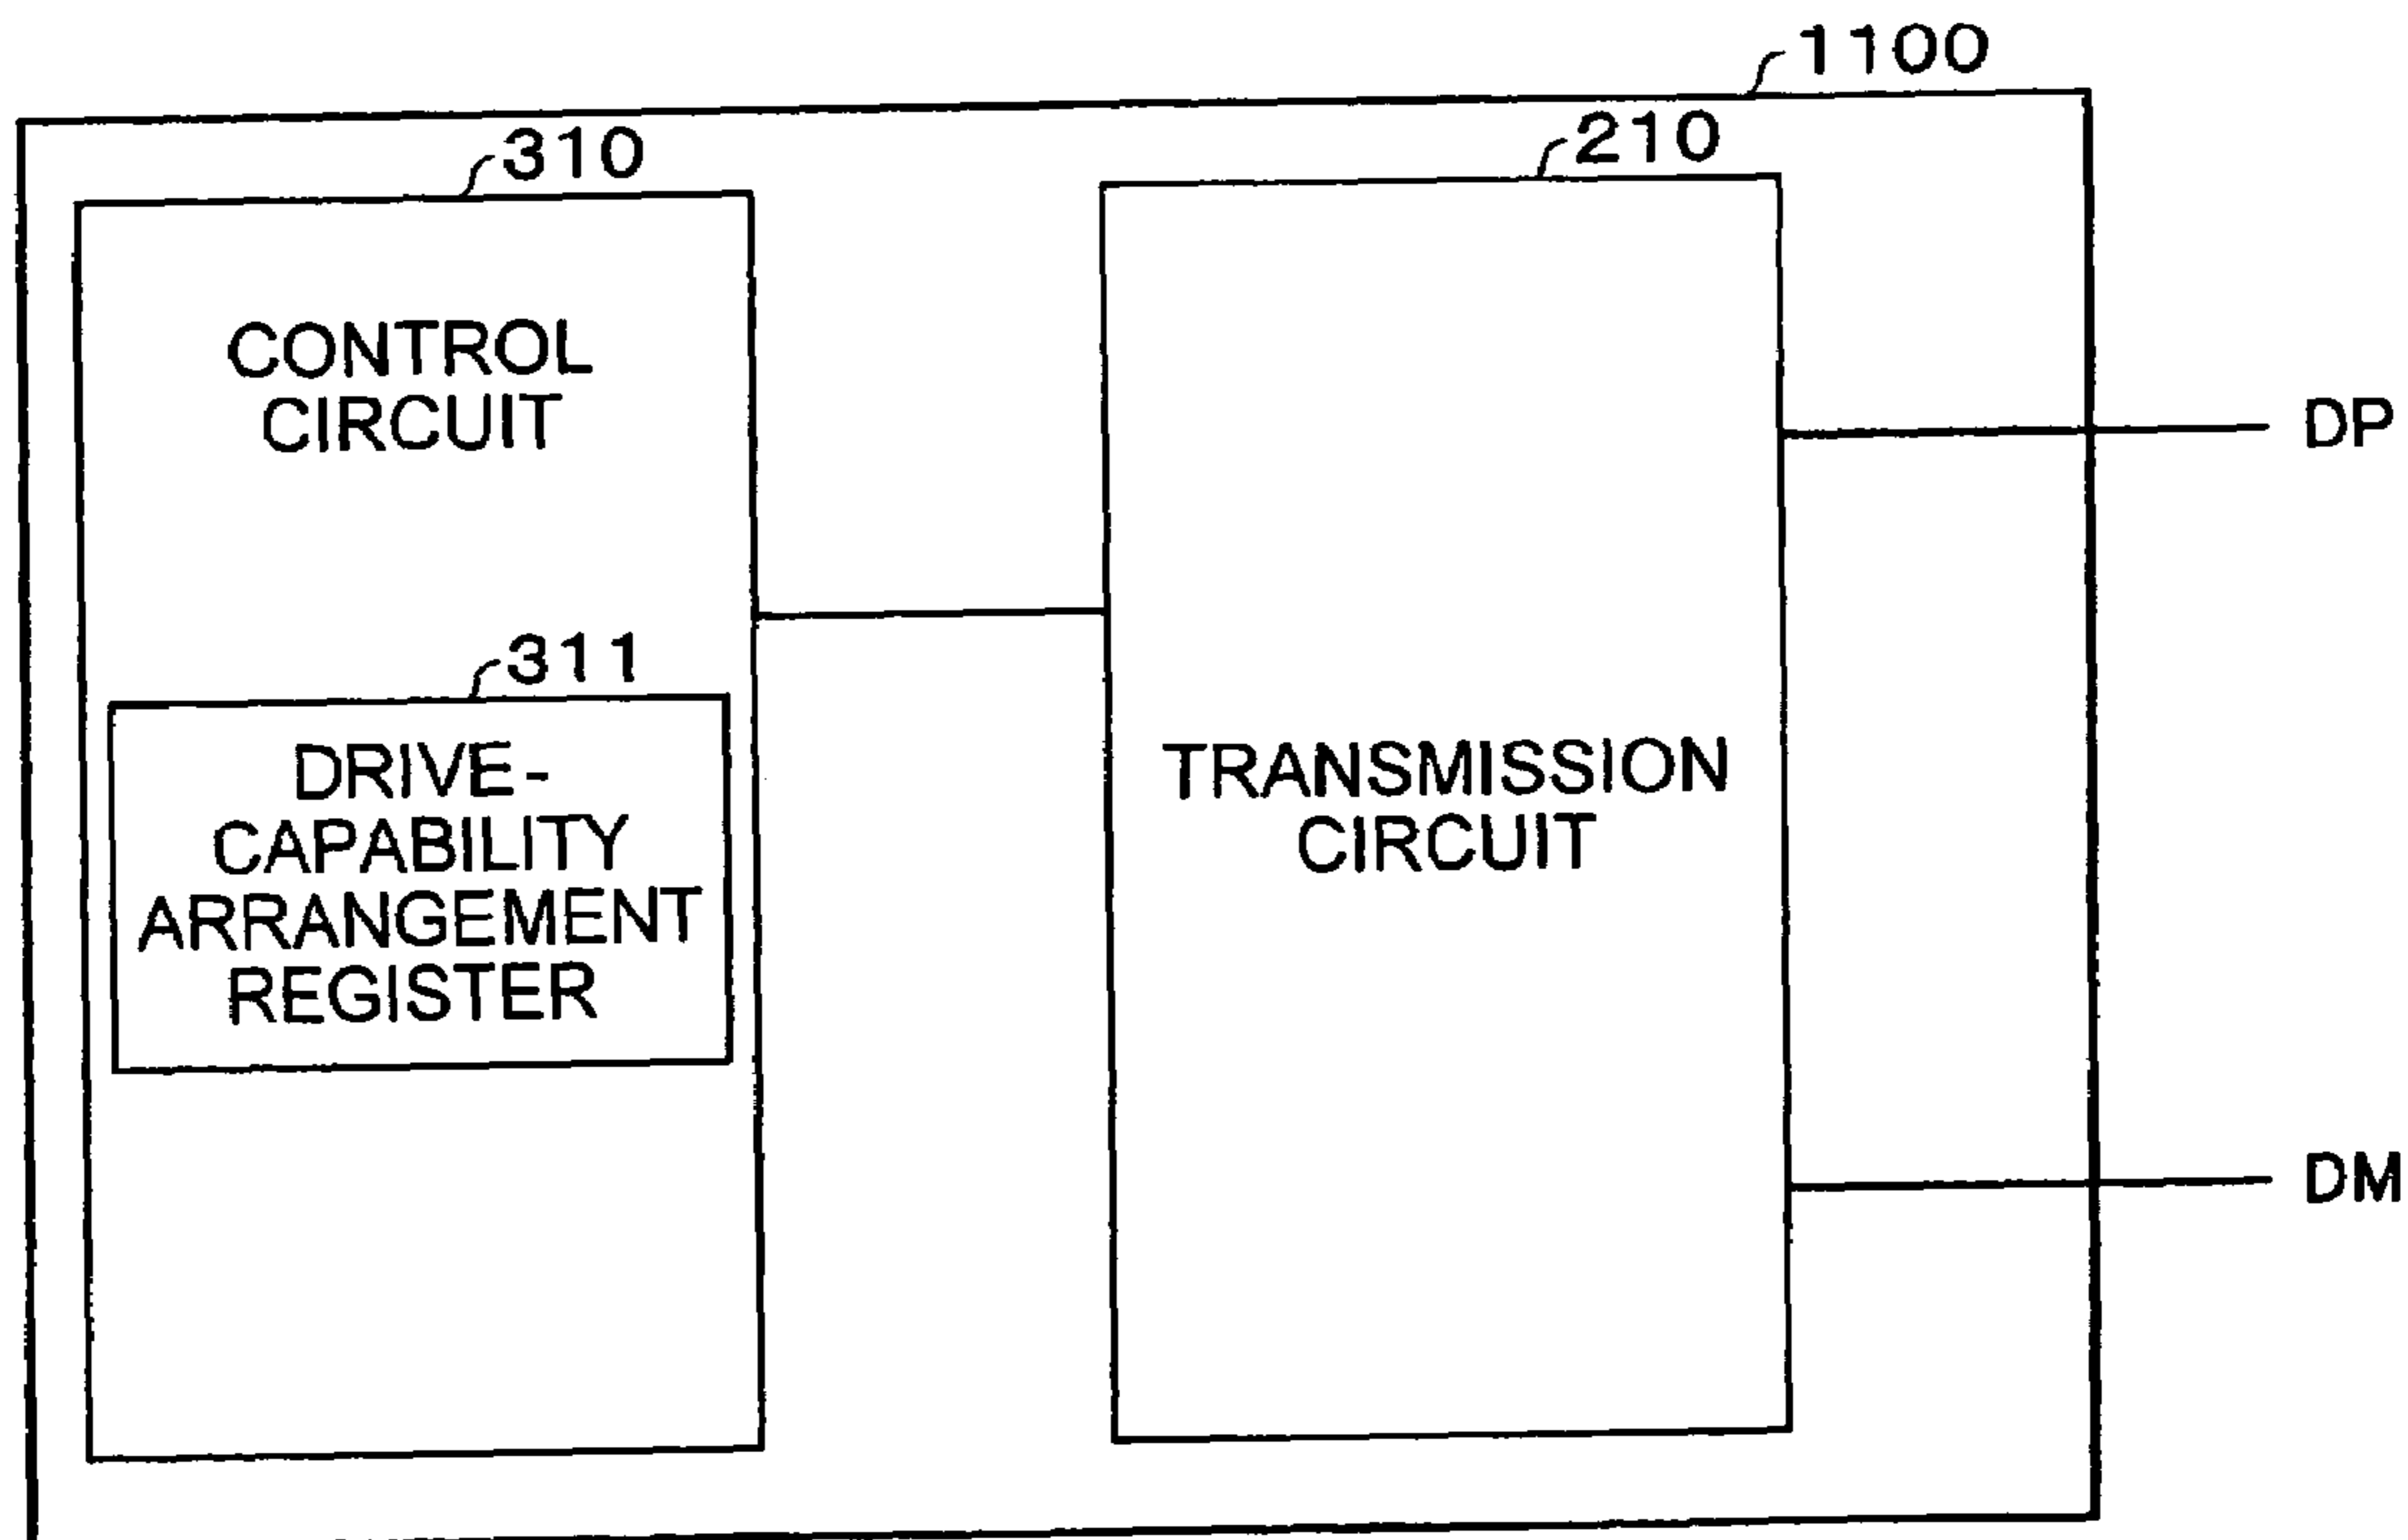 1100
310
210
CONTROL
CIRCUIT
DP
311
DRIVE-
CAPABILITY
ARRANGEMENT
REGISTER
TRANSMISSION
CIRCUIT
DM